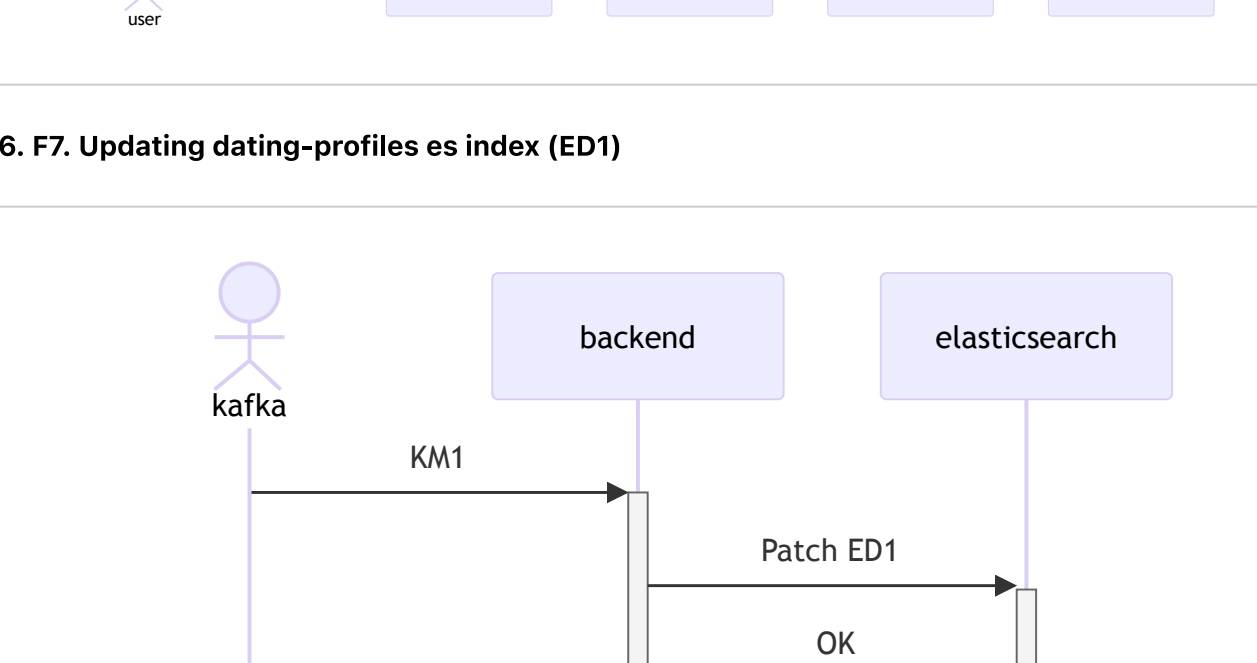 user
6. F7. Updating dating-profiles es index (ED1)
backend
elasticsearch
kafka
KM1
Patch ED1
OK